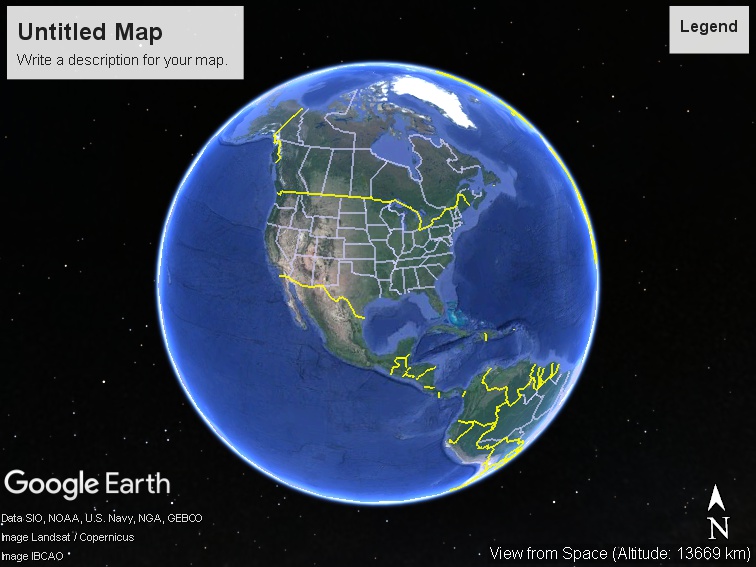 Untitled Map
Write a description for your map.
Legend
Google Earth
Data SIO, NOAA, U.S. Navy, NGA, GEBCO
Image Landsat / Copernicus
Image IBCAO
N
View from Space (Altitude: 13669 km)